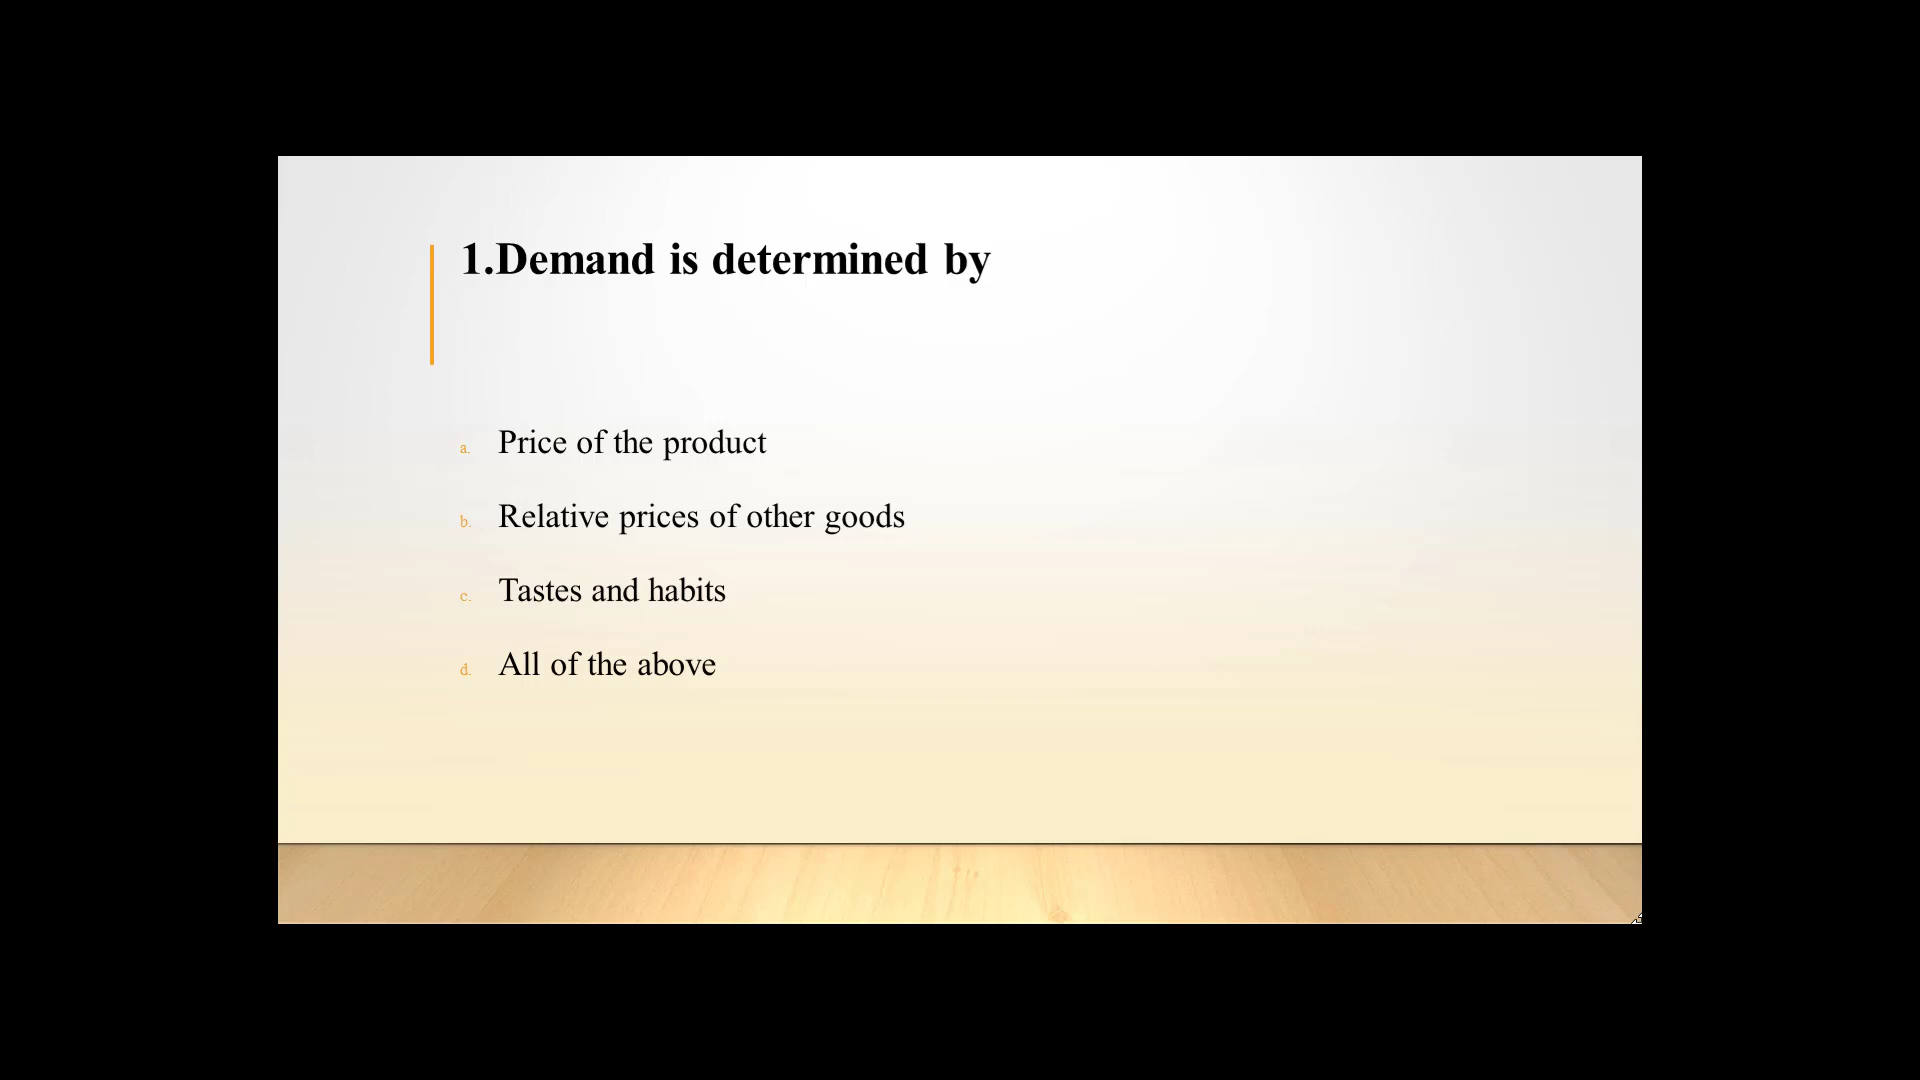 1.Demand is determined by
a. Price of the product
b. Relative prices of other goods
c. Tastes and habits
d. All of the above